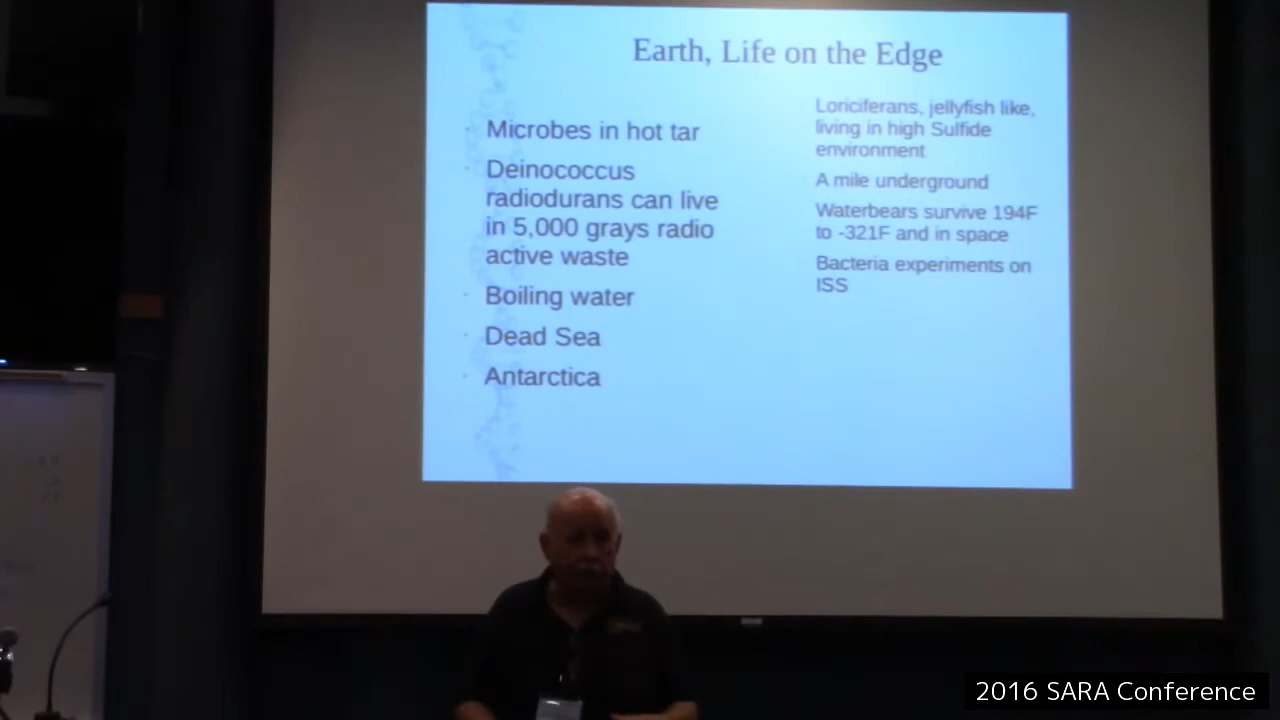 Earth, Life on the Edge
Microbes in hot tar
Deinococcus
radiodurans can live
in 5,000 grays radio
active waste
Boiling water
Dead Sea
Antarctica
Loriciferans, jellyfish like,
living in high Sulfide
environment
A mile underground
Waterbears survive 194F
to -321F and in space
Bacteria experiments on
ISS
2016 SARA Conference